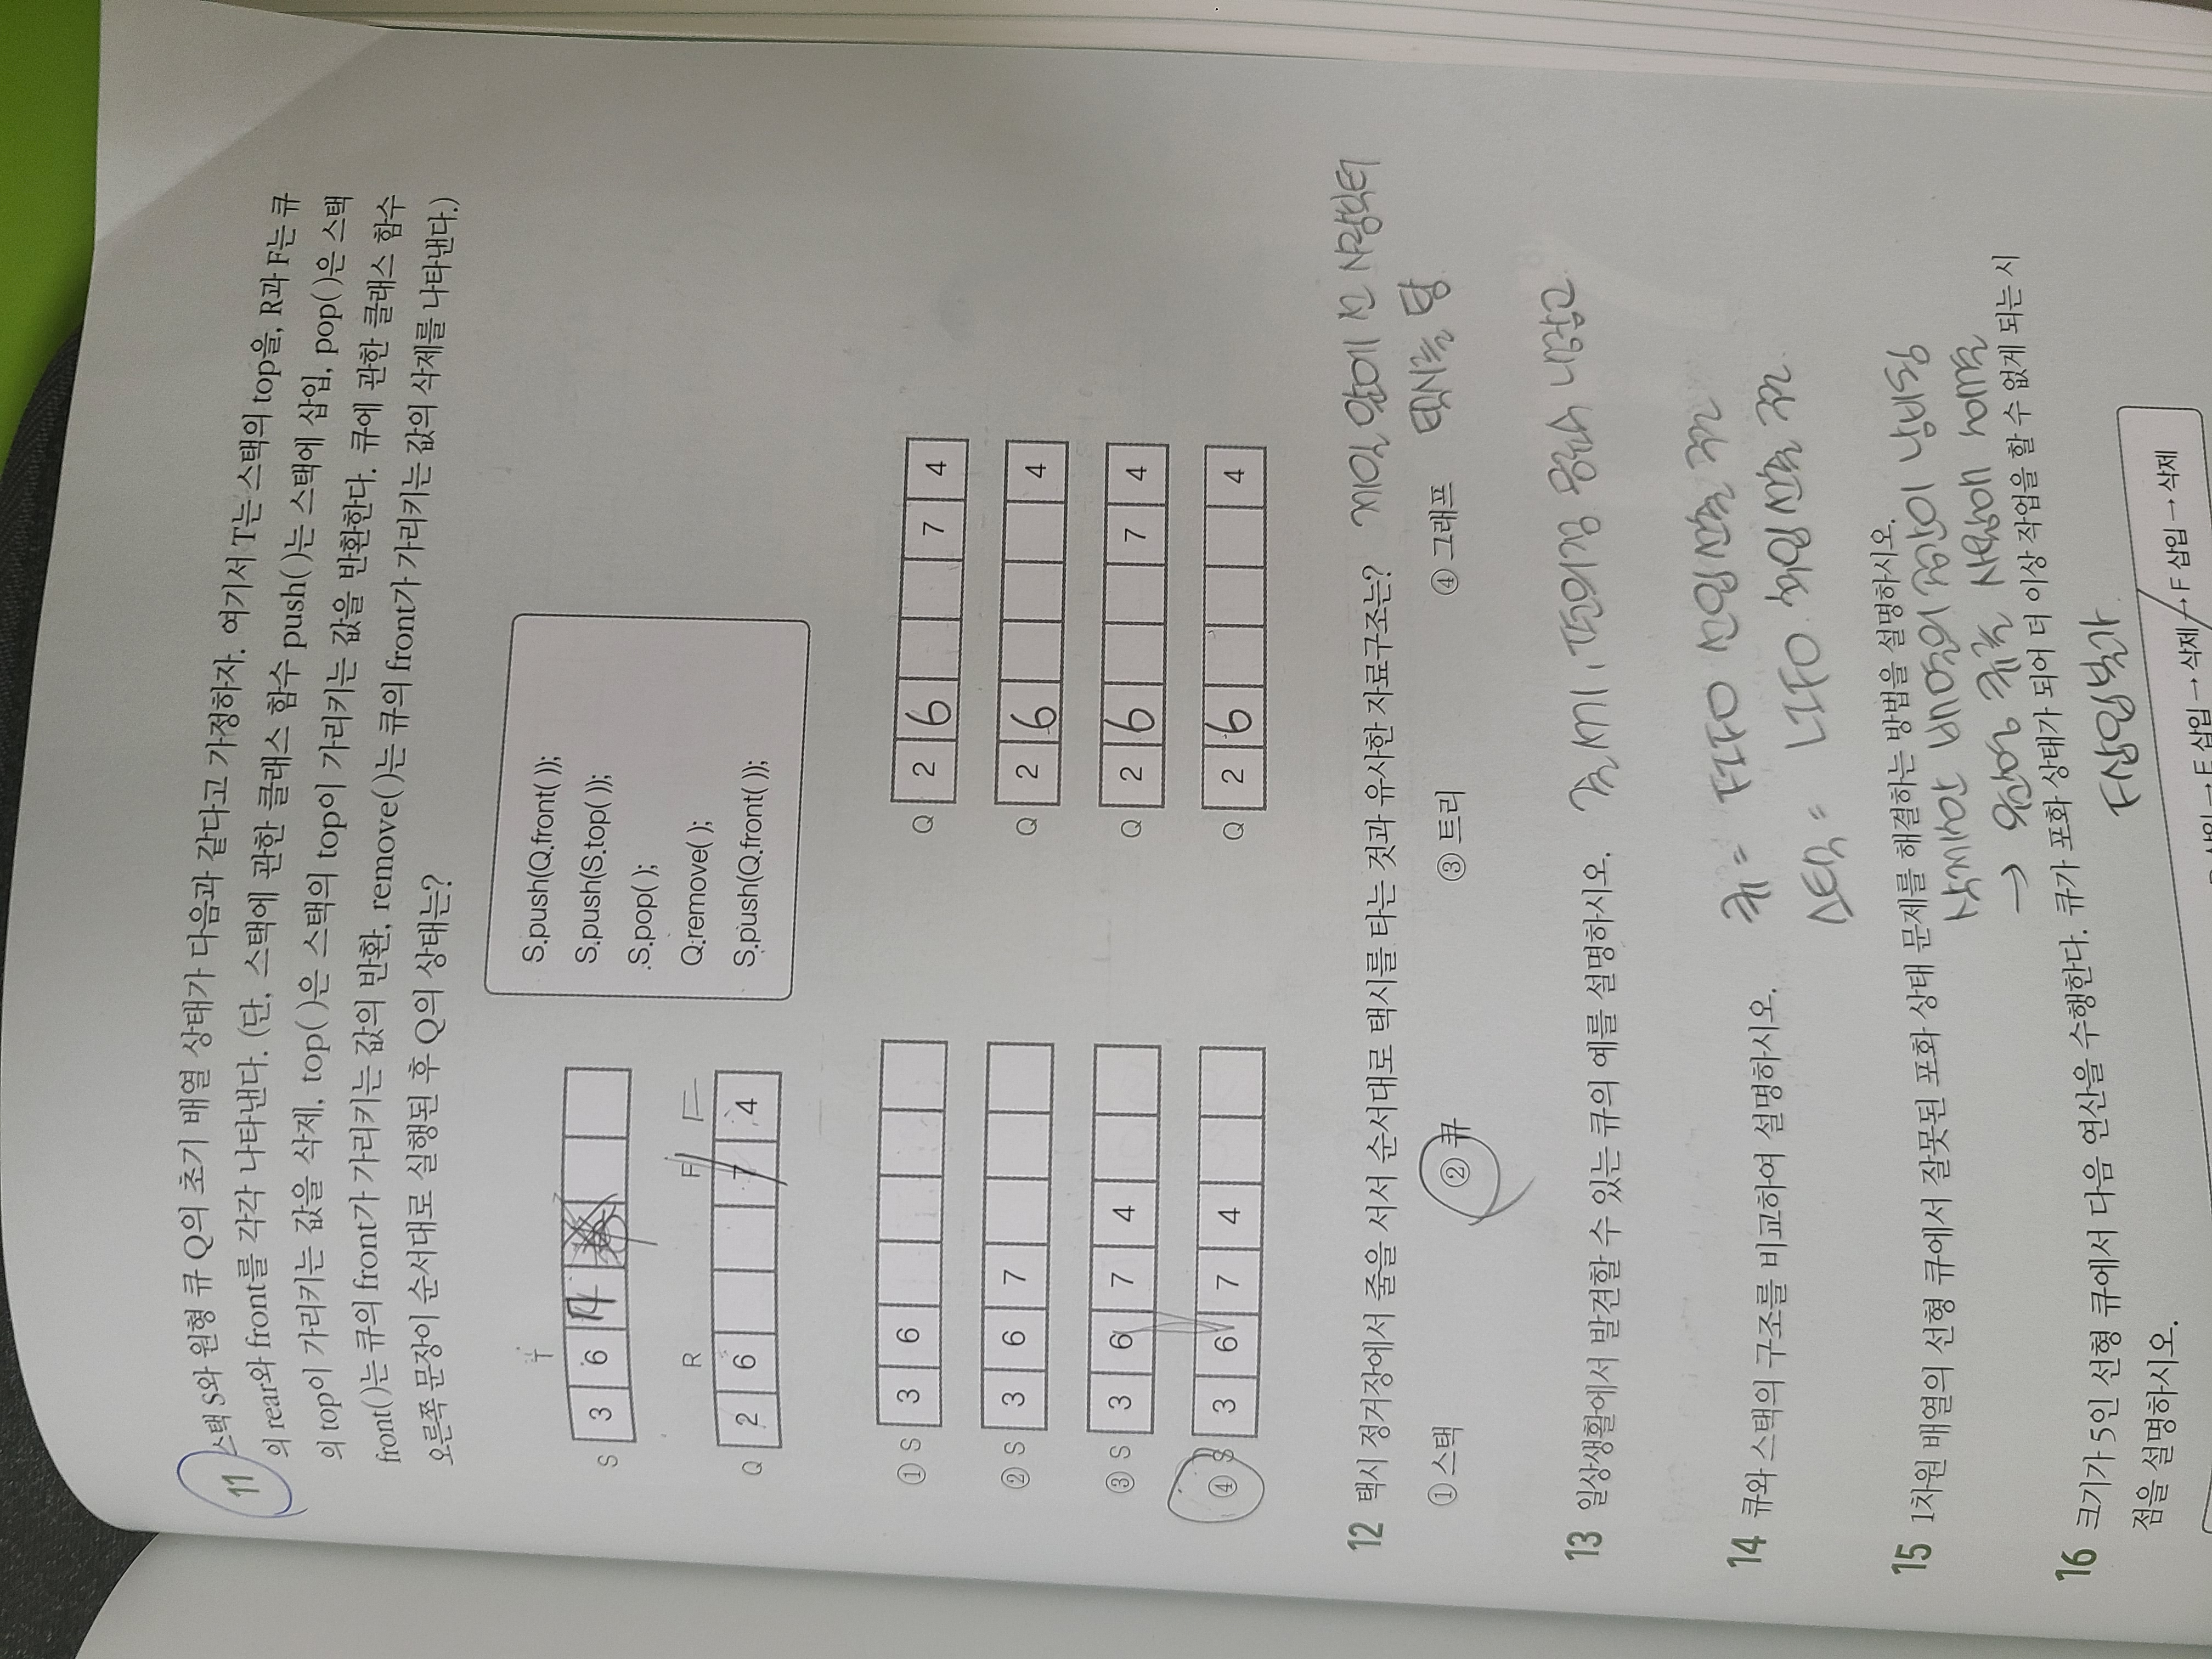 11 스택 S와 원형 큐 Q의 초기 배열 상태가 다음과 같다고 가정하자. 여기서 T는 스택의 top을, R과 F는 큐
의 rear와 front를 각각 나타낸다. (단, 스택에 관한 클래스 함수 push( )는 스택에 삽입, pop( )은 스택
의 top이 가리키는 값을 삭제, top( )은 스택의 top이 가리키는 값을 반환한다. 큐에 관한 클래스 함수
front( )는 큐의 front가 가리키는 값의 반환, remove( )는 큐의 front가 가리키는 값의 삭제를 나타낸다.)
오른쪽 문장이 순서대로 실행된 후 Q의 상태는?
T
S 3 6
R F F
Q 2 6 7 4
S.push(Q.front( ));
S.push(S.top( ));
S.pop( );
Q.remove( );
S.push(Q.front( ));
① S 3 6 Q 2 6 7 4
② S 3 6 7 Q 2 6 4
③ S 3 6 7 4 Q 2 6 7 4
④ S 3 6 7 4 Q 2 6 4
12 택시 정거장에서 줄을 서서 순서대로 택시를 타는 것과 유사한 자료구조는? 제일 앞에 선 사람부터
택시를 탐
① 스택 ② 큐 ③ 트리 ④ 그래프
13 일상생활에서 발견할 수 있는 큐의 예를 설명하시오. 줄 서기, 편의점 음료수 냉장고
14 큐와 스택의 구조를 비교하여 설명하시오. 큐 = FIFO 선입선출 구조
스택 = LIFO 후입선출 구조
15 1차원 배열의 선형 큐에서 잘못된 포화 상태 문제를 해결하는 방법을 설명하시오.
배열의 공간이 낭비됨
→ 원형 큐를 사용해 해결
16 크기가 5인 선형 큐에서 다음 연산을 수행한다. 큐가 포화 상태가 되어 더 이상 작업을 할 수 없게 되는 시
점을 설명하시오. F삽입불가
삽입 → E 삽입 → 삭제 → F 삽입 → 삭제